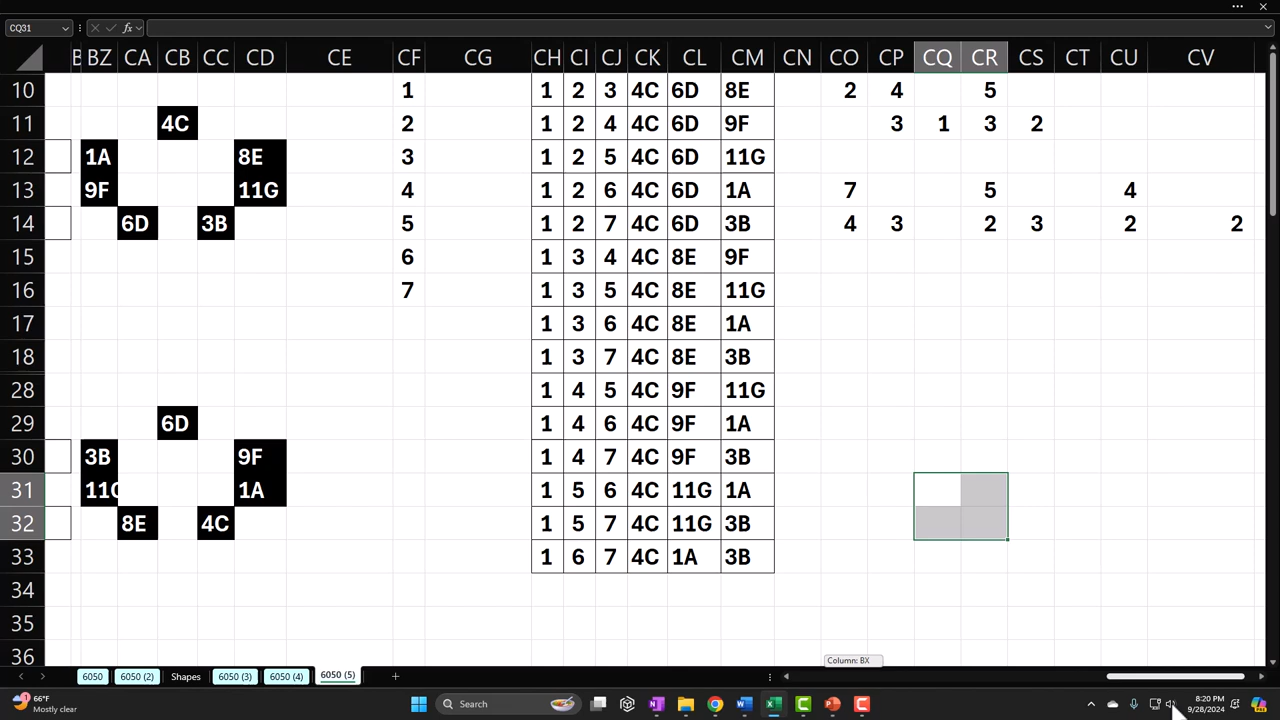 CQ31
fx
B BZ CA CB CC CD CE CF CG CH CI CJ CK CL CM CN CO CP CQ CR CS CT CU CV
10 1 1 2 3 4C 6D 8E 2 4 5
11 4C 2 1 2 4 4C 6D 9F 3 1 3 2
12 1A 8E 3 1 2 5 4C 6D 11G
13 9F 11G 4 1 2 6 4C 6D 1A 7 5 4
14 6D 3B 5 1 2 7 4C 6D 3B 4 3 2 3 2 2
15 6 1 3 4 4C 8E 9F
16 7 1 3 5 4C 8E 11G
17 1 3 6 4C 8E 1A
18 1 3 7 4C 8E 3B
28 1 4 5 4C 9F 11G
29 6D 1 4 6 4C 9F 1A
30 3B 9F 1 4 7 4C 9F 3B
31 11G 1A 1 5 6 4C 11G 1A
32 8E 4C 1 5 7 4C 11G 3B
33 1 6 7 4C 1A 3B
34
35
36
Column: BX
6050 6050 (2) Shapes 6050 (3) 6050 (4) 6050 (5)
66°F
Mostly clear
Search
8:20 PM
9/28/2024